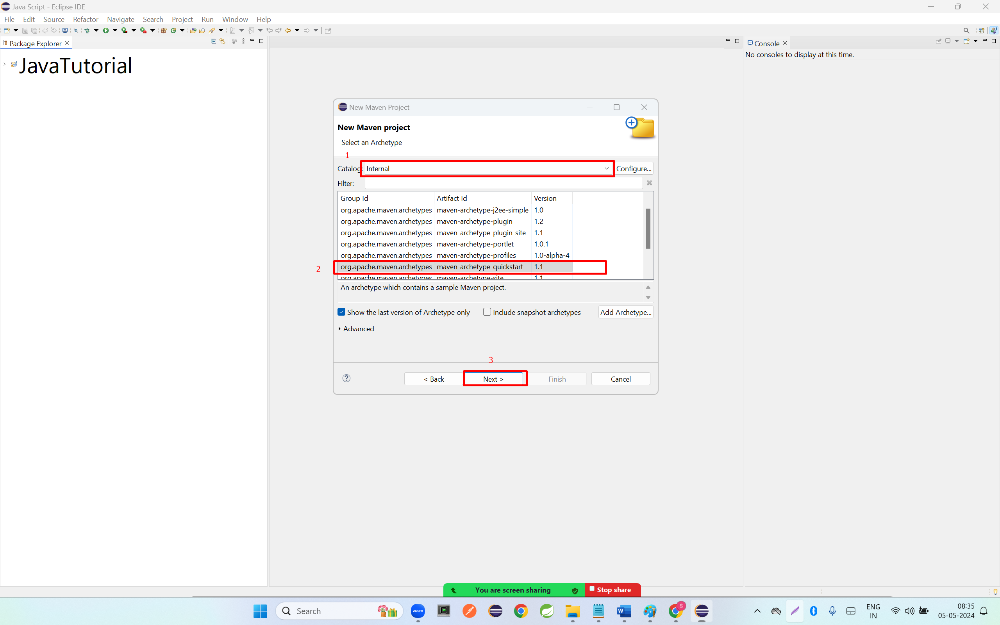 Java Script - Eclipse IDE
File Edit Source Refactor Navigate Search Project Run Window Help
Package Explorer
JavaTutorial
Console
No consoles to display at this time.
New Maven Project
New Maven project
Select an Archetype
1
Catalog: Internal Configure...
Filter:
Group Id Artifact Id Version
org.apache.maven.archetypes maven-archetype-j2ee-simple 1.0
org.apache.maven.archetypes maven-archetype-plugin 1.2
org.apache.maven.archetypes maven-archetype-plugin-site 1.1
org.apache.maven.archetypes maven-archetype-portlet 1.0.1
org.apache.maven.archetypes maven-archetype-profiles 1.0-alpha-4
2 org.apache.maven.archetypes maven-archetype-quickstart 1.1
org.apache.maven.archetypes maven-archetype-site 1.1
An archetype which contains a sample Maven project.
Show the last version of Archetype only Include snapshot archetypes Add Archetype...
Advanced
3
< Back Next > Finish Cancel
You are screen sharing Stop share
Search
zoom
W
S
ENG
IN
08:35
05-05-2024